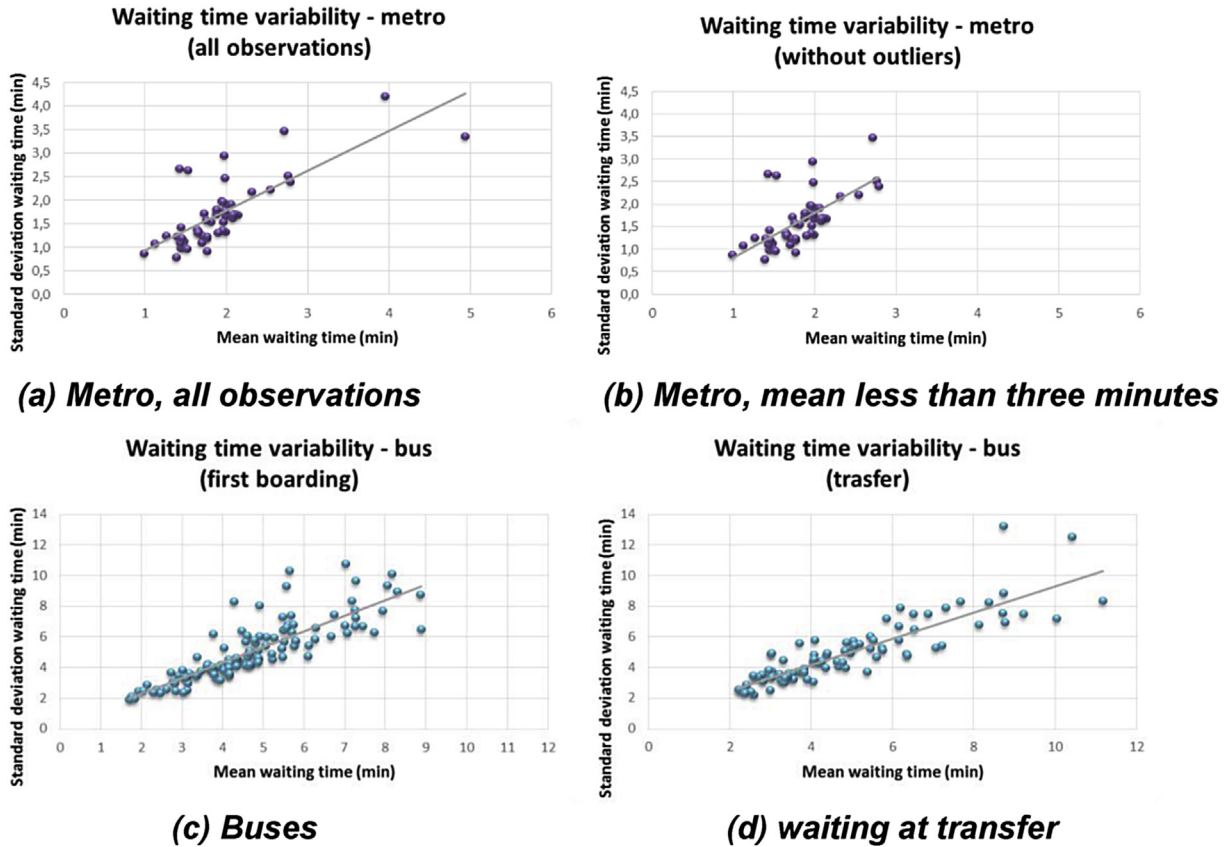 Waiting time variability - metro
(all observations)
Standard deviation waiting time (min)
4,5
4,0
3,5
3,0
2,5
2,0
1,5
1,0
0,5
0,0
0 1 2 3 4 5 6
Mean waiting time (min)
(a) Metro, all observations
Waiting time variability - metro
(without outliers)
Standard deviation waiting time (min)
4,5
4,0
3,5
3,0
2,5
2,0
1,5
1,0
0,5
0,0
0 1 2 3 4 5 6
Mean waiting time (min)
(b) Metro, mean less than three minutes
Waiting time variability - bus
(first boarding)
Standard deviation waiting time (min)
14
12
10
8
6
4
2
0
0 1 2 3 4 5 6 7 8 9 10 11 12
Mean waiting time (min)
(c) Buses
Waiting time variability - bus
(trasfer)
Standard deviation waiting time (min)
14
12
10
8
6
4
2
0
0 2 4 6 8 10 12
Mean waiting time (min)
(d) waiting at transfer